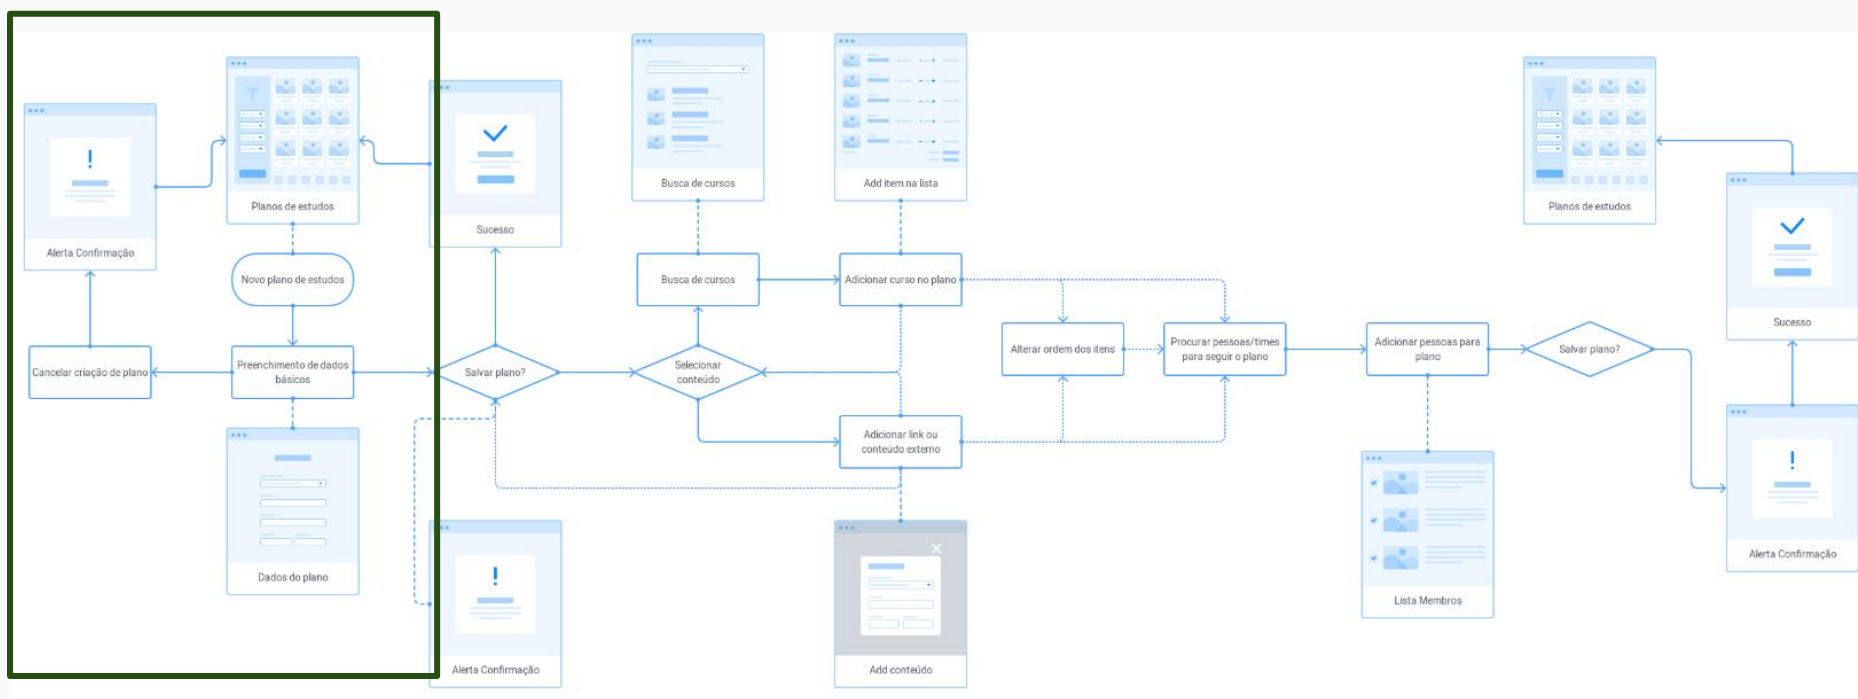 Busca de cursos
Add item na lista
Planos de estudos
Planos de estudos
Sucesso
Alerta Confirmação
Novo plano de estudos
Busca de cursos
Adicionar curso no plano
Sucesso
Cancelar criação de plano
Preenchimento de dados
básicos
Salvar plano?
Selecionar
conteúdo
Alterar ordem dos itens
Procurar pessoas/times
para seguir o plano
Adicionar pessoas para
plano
Salvar plano?
Adicionar link ou
conteúdo externo
Dados do plano
Alerta Confirmação
Lista Membros
Alerta Confirmação
Add conteúdo